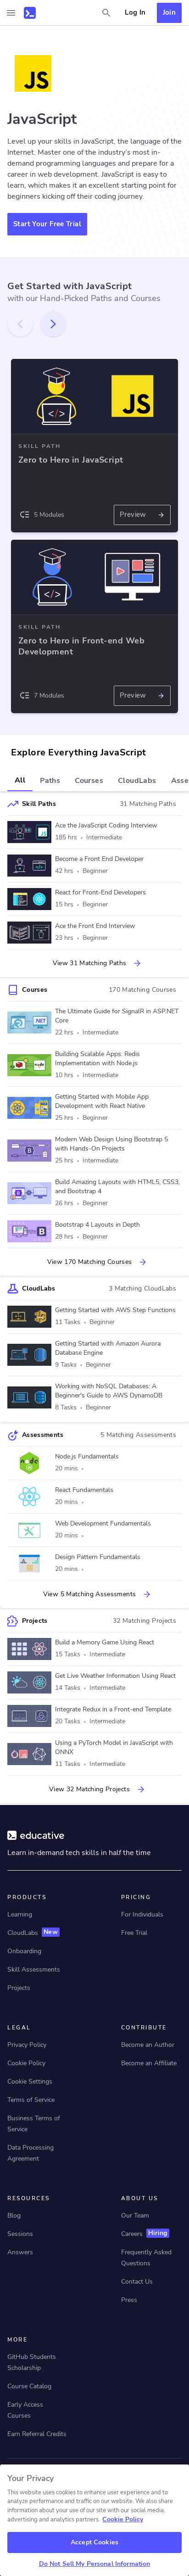 Log In
Join
JS
JavaScript
Level up your skills in JavaScript, the language of the Internet. Master one of the industry's most in-demand programming languages and prepare for a career in web development. JavaScript is easy to learn, which makes it an excellent starting point for beginners kicking off their coding journey.
Start Your Free Trial
Get Started with JavaScript
with our Hand-Picked Paths and Courses
JS
SKILL PATH
Zero to Hero in JavaScript
5 Modules
Preview
SKILL PATH
Zero to Hero in Front-end Web Development
7 Modules
Preview
Explore Everything JavaScript
All
Paths
Courses
CloudLabs
Asse
Skill Paths
31 Matching Paths
Ace the JavaScript Coding Interview
185 hrs • Intermediate
Become a Front End Developer
42 hrs • Beginner
React for Front-End Developers
15 hrs • Beginner
Ace the Front End Interview
23 hrs • Beginner
View 31 Matching Paths
Courses
170 Matching Courses
The Ultimate Guide for SignalR in ASP.NET Core
22 hrs • Intermediate
Building Scalable Apps: Redis Implementation with Node.js
10 hrs • Intermediate
Getting Started with Mobile App Development with React Native
25 hrs • Beginner
Modern Web Design Using Bootstrap 5 with Hands-On Projects
25 hrs • Intermediate
Build Amazing Layouts with HTML5, CSS3, and Bootstrap 4
26 hrs • Beginner
Bootstrap 4 Layouts in Depth
28 hrs • Beginner
View 170 Matching Courses
CloudLabs
3 Matching CloudLabs
Getting Started with AWS Step Functions
11 Tasks • Beginner
Getting Started with Amazon Aurora Database Engine
9 Tasks • Beginner
Working with NoSQL Databases: A Beginner's Guide to AWS DynamoDB
8 Tasks • Beginner
Assessments
5 Matching Assessments
Node.js Fundamentals
20 mins •
React Fundamentals
20 mins •
Web Development Fundamentals
20 mins •
Design Pattern Fundamentals
20 mins •
View 5 Matching Assessments
Projects
32 Matching Projects
Build a Memory Game Using React
15 Tasks • Intermediate
Get Live Weather Information Using React
14 Tasks • Intermediate
Integrate Redux in a Front-end Template
20 Tasks • Intermediate
Using a PyTorch Model in JavaScript with ONNX
11 Tasks • Intermediate
View 32 Matching Projects
educative
Learn in-demand tech skills in half the time
PRODUCTS
Learning
CloudLabs New
Onboarding
Skill Assessments
Projects
PRICING
For Individuals
Free Trial
LEGAL
Privacy Policy
Cookie Policy
Cookie Settings
Terms of Service
Business Terms of Service
Data Processing Agreement
CONTRIBUTE
Become an Author
Become an Affiliate
RESOURCES
Blog
Sessions
Answers
ABOUT US
Our Team
Careers Hiring
Frequently Asked Questions
Contact Us
Press
MORE
GitHub Students Scholarship
Course Catalog
Early Access Courses
Earn Referral Credits
Your Privacy
This website uses cookies to enhance user experience and to analyze performance and traffic on our website. We also share information about your use of our site with our social media, advertising and analytics partners. Cookie Policy
Accept Cookies
Do Not Sell My Personal Information